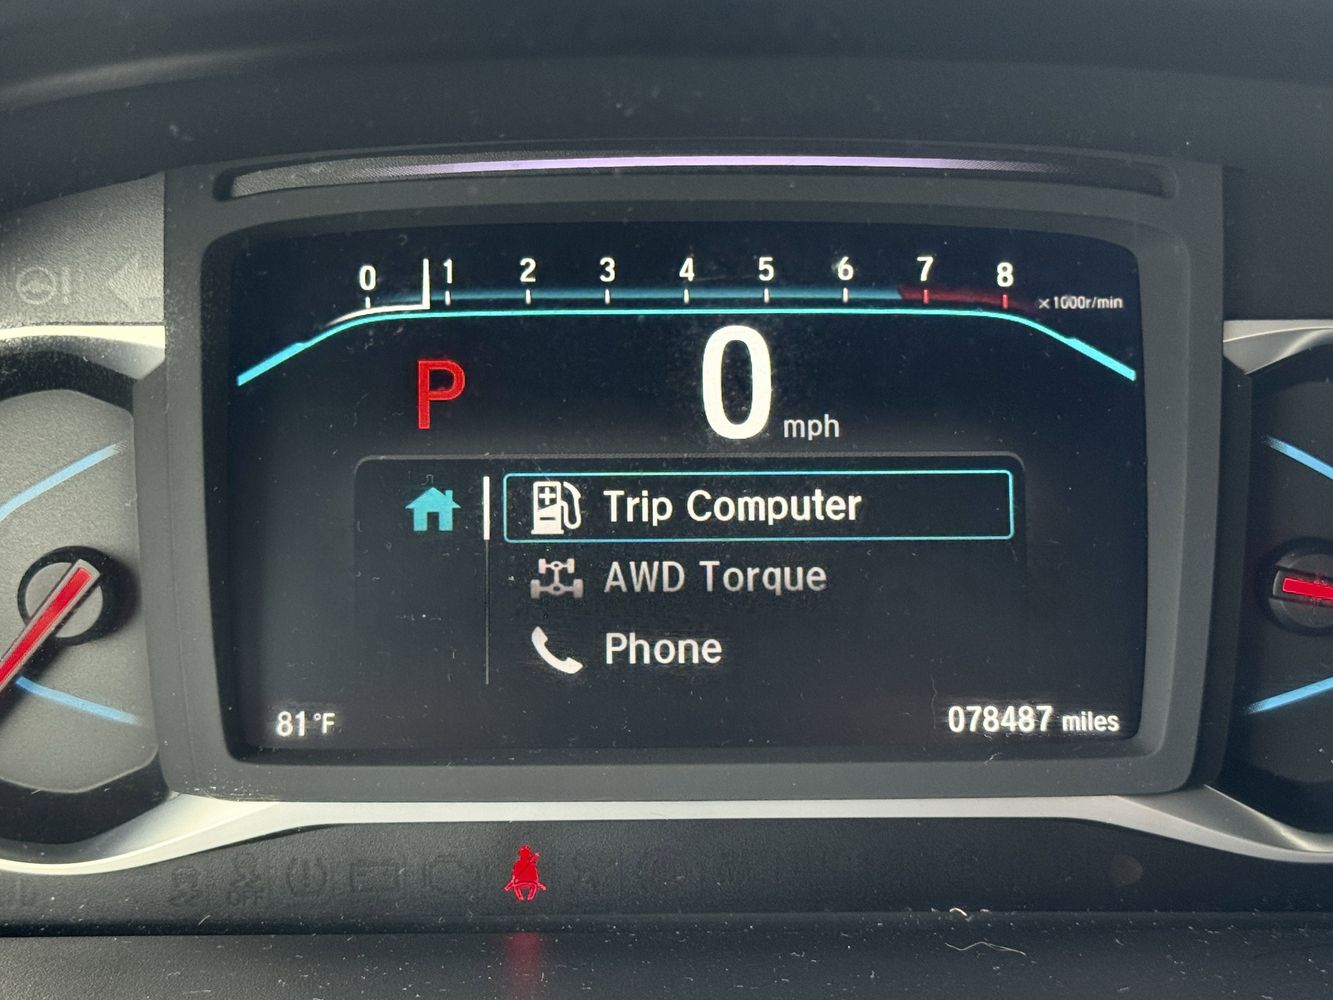 0 1 2 3 4 5 6 7 8
×1000r/min
P
0 mph
Trip Computer
AWD Torque
Phone
81°F
078487 miles
OFF